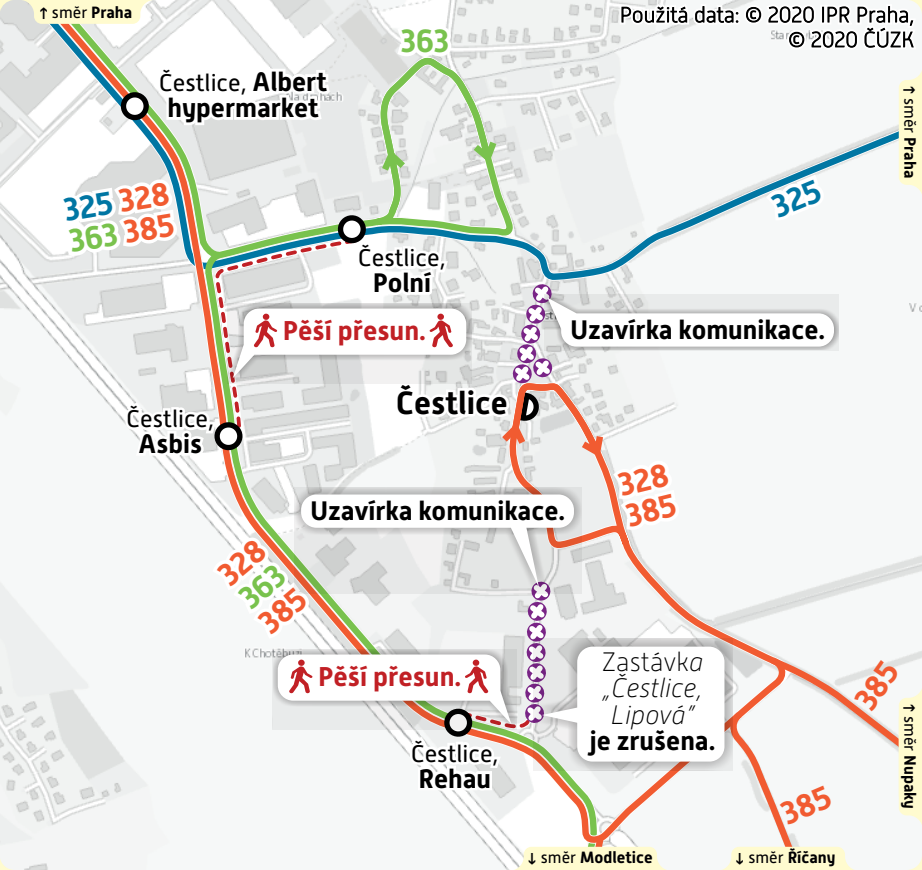 ↑ směr Praha
Použitá data: © 2020 IPR Praha,
© 2020 ČÚZK
363
Čestlice, Albert
hypermarket
↑ směr Praha
325 328
363 385
325
Čestlice,
Polní
Pěší přesun.
Uzavírka komunikace.
Čestlice
Čestlice,
Asbis
328
385
Uzavírka komunikace.
328
363
385
K Chotěbuzi
Pěší přesun.
Zastávka
„Čestlice,
Lipová"
je zrušena.
385
↓ směr Nupaky
Čestlice,
Rehau
385
↓ směr Modletice
↓ směr Říčany